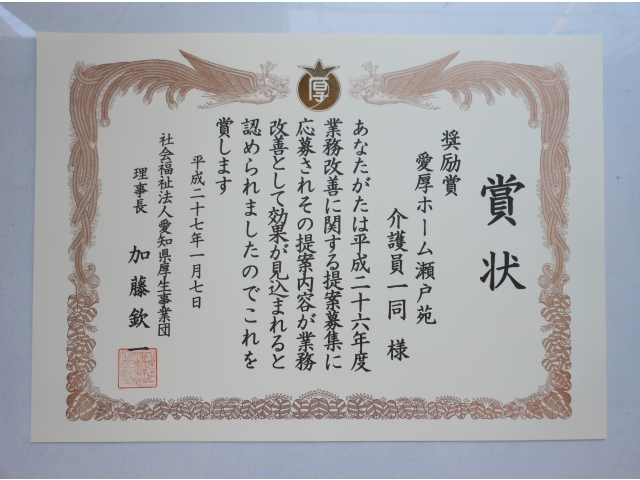 厚
賞状
奨励賞
愛厚ホーム瀬戸苑
介護員一同 様
あなたがたは平成二十六年度
業務改善に関する提案募集に
応募されその提案内容が業務
改善として効果が見込まれると
認められましたのでこれを
賞します
平成二十七年一月七日
社会福祉法人愛知県厚生事業団
理事長 加藤欽一